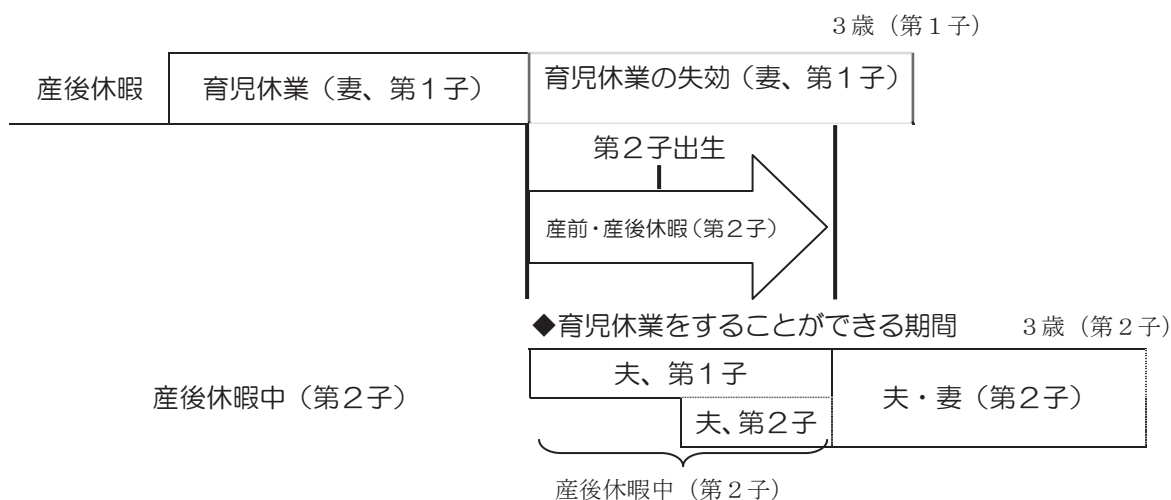 3歳（第1子）
産後休暇
育児休業（妻、第1子）
育児休業の失効（妻、第1子）
第2子出生
産前・産後休暇（第2子）
◆育児休業をすることができる期間
3歳（第2子）
産後休暇中（第2子）
夫、第1子
夫、第2子
夫・妻（第2子）
産後休暇中（第2子）